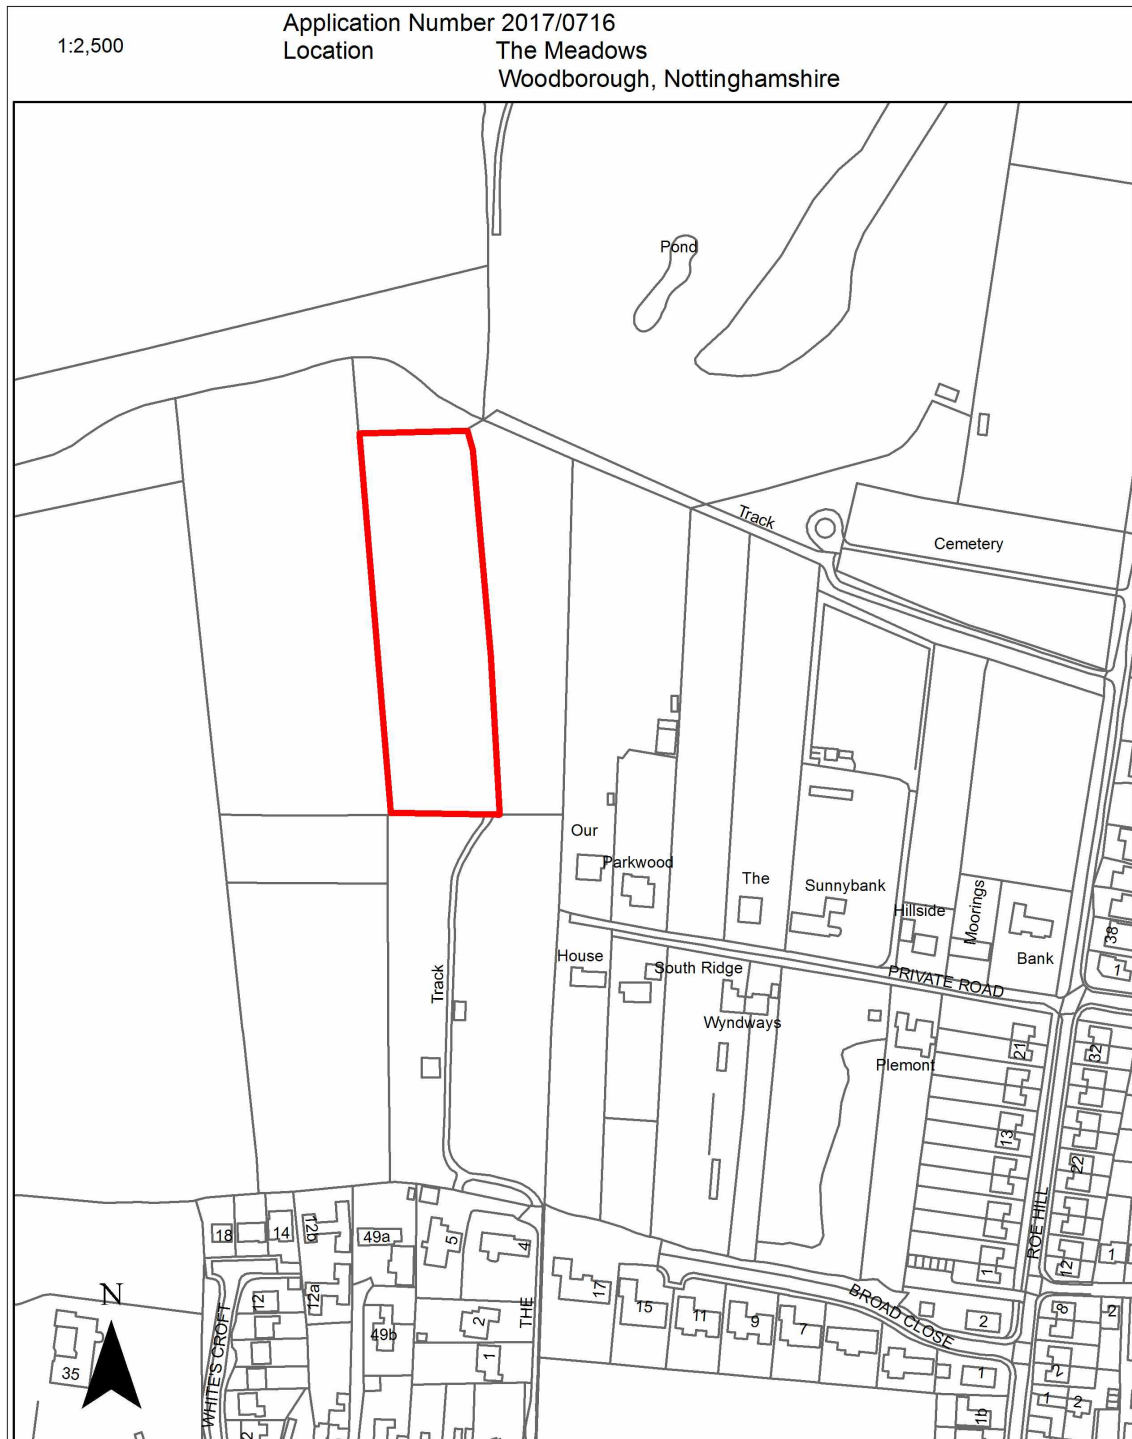 1:2,500
Application Number 2017/0716
Location The Meadows
Woodborough, Nottinghamshire
Pond
Track
Cemetery
Our
Parkwood
The
Sunnybank
Hillside
Moorings
Bank
38
1
House
South Ridge
PRIVATE ROAD
Track
Wyndways
Plemont
21
32
13
22
ROE HILL
18
14
12b
49a
5
4
17
1
12
1
N
12
12a
THE
15
11
9
7
BROAD CLOSE
2
8
2
35
WHITE'S CROFT
49b
2
1
1
2
1b
1
2
2